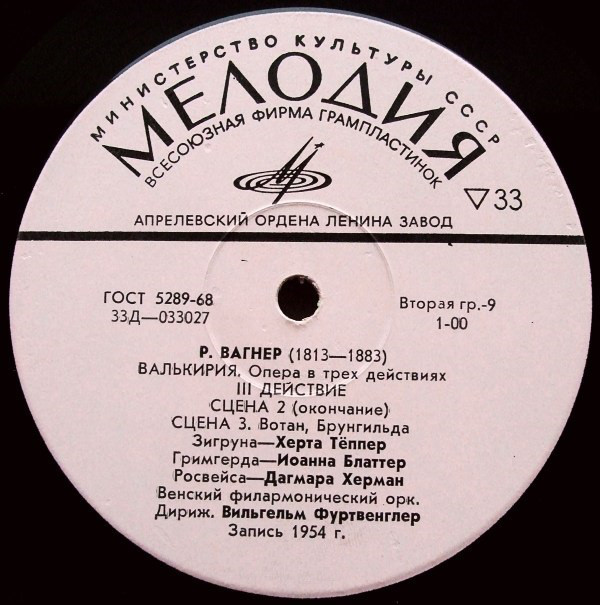 МИНИСТЕРСТВО КУЛЬТУРЫ СССР
МЕЛОДИЯ
ВСЕСОЮЗНАЯ ФИРМА ГРАМПЛАСТИНОК
▽33
АПРЕЛЕВСКИЙ ОРДЕНА ЛЕНИНА ЗАВОД
ГОСТ 5289-68
33Д—033027
Вторая гр.-9
1-00
Р. ВАГНЕР (1813—1883)
ВАЛЬКИРИЯ. Опера в трех действиях
III ДЕЙСТВИЕ
СЦЕНА 2 (окончание)
СЦЕНА 3. Вотан, Брунгильда
Зигруна—Херта Тёппер
Гримгерда—Иоанна Блаттер
Росвейса—Дагмара Херман
Венский филармонический орк.
Дириж. Вильгельм Фуртвенглер
Запись 1954 г.